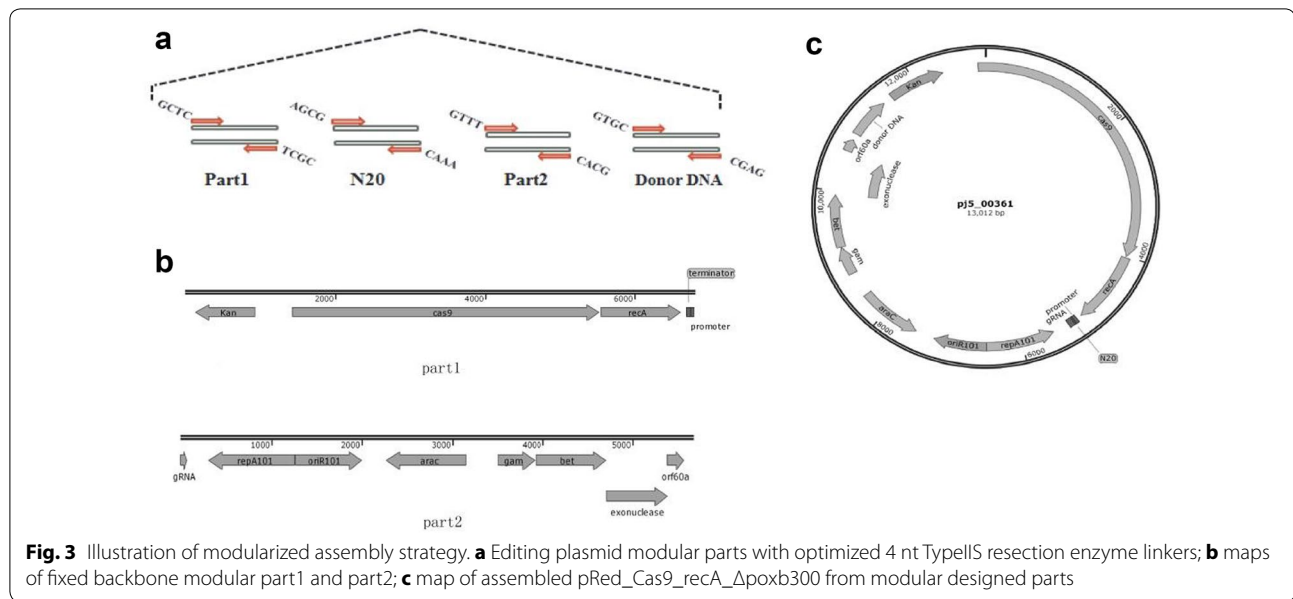 a
GCTC
TCGC
Part1
AGCG
CAAA
N20
GTTT
CACG
Part2
GTGC
CGAG
Donor DNA
b
terminator
2000
4000
6000
Kan
cas9
recA
promoter
part1
1000
2000
3000
4000
5000
gRNA
repA101
oriR101
arac
gam
bet
orf60a
exonuclease
part2
c
12,000
Kan
2000
cas9
donor DNA
orf60a
exonuclease
10,000
bet
pj5_00361
13,012 bp
4000
gam
recA
promoter
gRNA
araC
8000
oriR101
repA101
6000
N20
Fig. 3 Illustration of modularized assembly strategy. a Editing plasmid modular parts with optimized 4 nt TypeIIS resection enzyme linkers; b maps
of fixed backbone modular part1 and part2; c map of assembled pRed_Cas9_recA_Δpoxb300 from modular designed parts